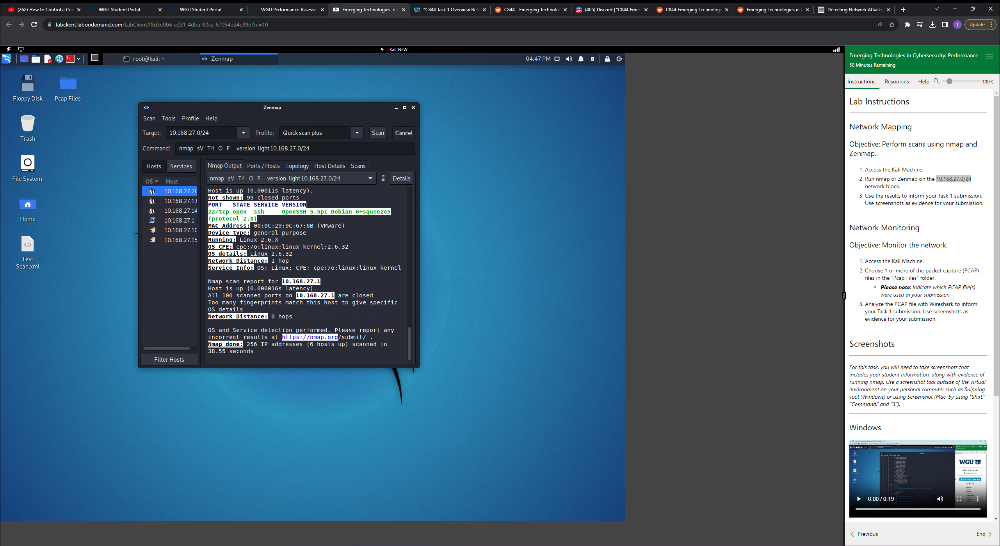 (262) How to Control a Cro
WGU Student Portal
WGU Student Portal
WGU Performance Assessm
Emerging Technologies in C
*C844 Task 1 Overview Bi-W
C844 - Emerging Technolog
(405) Discord | "C844 Emer
C844 Emerging Technologi
Emerging Technologies in C
Detecting Network Attacks
labclient.labondemand.com/LabClient/f8d3e0b6-e231-4dba-82ca-67054d24e39d?rc=10
I
Update
Kali-NEW
root@kali: ~
Zenmap
04:47 PM
Floppy Disk
Pcap Files
Trash
File System
Home
Test
Scan.xml
Zenmap
Scan Tools Profile Help
Target: 10.168.27.0/24 Profile: Quick scan plus Scan Cancel
Command: nmap -sV -T4 -O -F --version-light 10.168.27.0/24
Hosts Services
OS Host
10.168.27.20
10.168.27.13
10.168.27.14
10.168.27.1
10.168.27.10
10.168.27.15
Filter Hosts
Nmap Output Ports / Hosts Topology Host Details Scans
nmap -sV -T4 -O -F --version-light 10.168.27.0/24 Details
Host is up (0.00011s latency).
Not shown: 99 closed ports
PORT STATE SERVICE VERSION
22/tcp open ssh OpenSSH 5.5p1 Debian 6+squeeze5
(protocol 2.0)
MAC Address: 00:0C:29:9C:67:6B (VMware)
Device type: general purpose
Running: Linux 2.6.X
OS CPE: cpe:/o:linux:linux_kernel:2.6.32
OS details: Linux 2.6.32
Network Distance: 1 hop
Service Info: OS: Linux; CPE: cpe:/o:linux:linux_kernel
Nmap scan report for 10.168.27.1
Host is up (0.000016s latency).
All 100 scanned ports on 10.168.27.1 are closed
Too many fingerprints match this host to give specific
OS details
Network Distance: 0 hops
OS and Service detection performed. Please report any
incorrect results at https://nmap.org/submit/ .
Nmap done: 256 IP addresses (6 hosts up) scanned in
38.55 seconds
Emerging Technologies in Cybersecurity: Performance
50 Minutes Remaining
Instructions Resources Help 100%
Lab Instructions
Network Mapping
Objective: Perform scans using nmap and
Zenmap.
1. Access the Kali Machine.
2. Run nmap or Zenmap on the 10.168.27.0/24
network block.
3. Use the results to inform your Task 1 submission.
Use screenshots as evidence for your submission.
Network Monitoring
Objective: Monitor the network.
1. Access the Kali Machine.
2. Choose 1 or more of the packet capture (PCAP)
files in the “Pcap Files” folder.
Please note: Indicate which PCAP file(s)
were used in your submission.
3. Analyze the PCAP file with Wireshark to inform
your Task 1 submission. Use screenshots as
evidence for your submission.
Screenshots
For this task, you will need to take screenshots that
includes your student information, along with evidence of
running nmap. Use a screenshot tool outside of the virtual
environment on your personal computer such as Snipping
Tool (Windows) or using Screenshot (Mac, by using “Shift,”
“Command,” and “3”).
Windows
WGU
About Your Lab
Environment
0:00 / 0:19
Previous
End